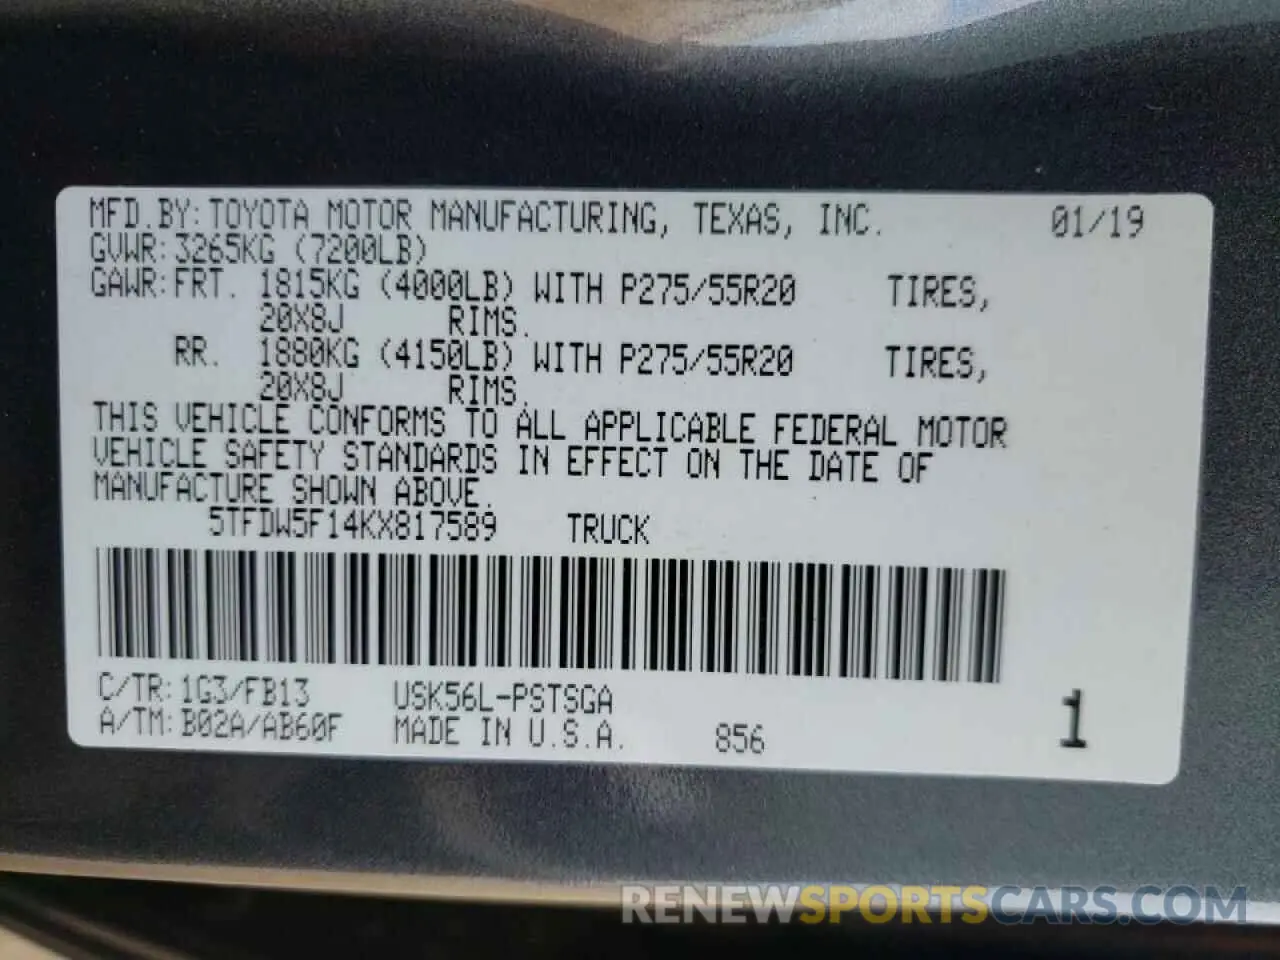 MFD.BY:TOYOTA MOTOR MANUFACTURING, TEXAS, INC. 01/19
GVWR:3265KG (7200LB)
GAWR:FRT. 1815KG (4000LB) WITH P275/55R20 TIRES,
20X8J RIMS.
RR. 1880KG (4150LB) WITH P275/55R20 TIRES,
20X8J RIMS.
THIS VEHICLE CONFORMS TO ALL APPLICABLE FEDERAL MOTOR
VEHICLE SAFETY STANDARDS IN EFFECT ON THE DATE OF
MANUFACTURE SHOWN ABOVE.
5TFDW5F14KX817589 TRUCK
C/TR:1G3/FB13 USK56L-PSTSGA
A/TM:B02A/AB60F MADE IN U.S.A. 856 1
RENEWSPORTSCARS.COM